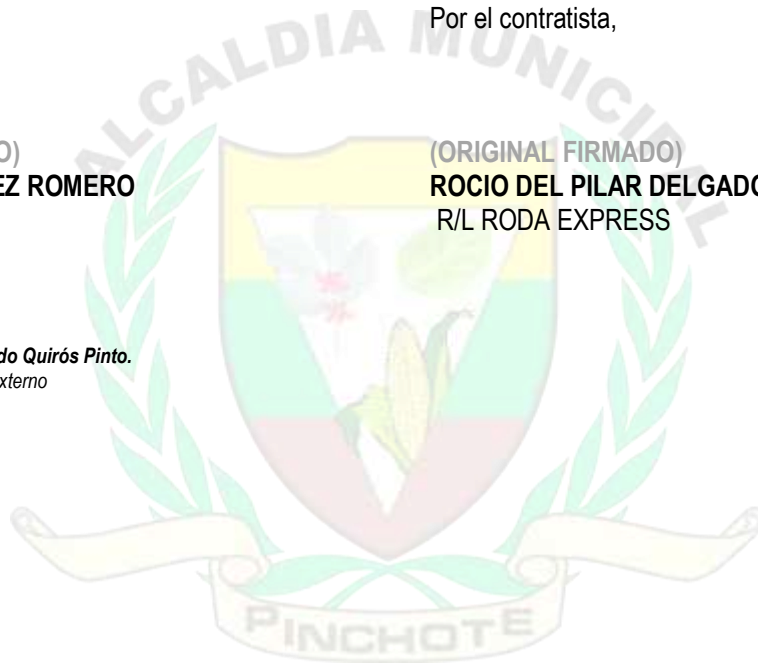 Por el contratista,
ALCALDIA MUNICIPAL
O)
(ORIGINAL FIRMADO)
EZ ROMERO
ROCIO DEL PILAR DELGADO
R/L RODA EXPRESS
do Quirós Pinto.
xterno
PINCHOTE